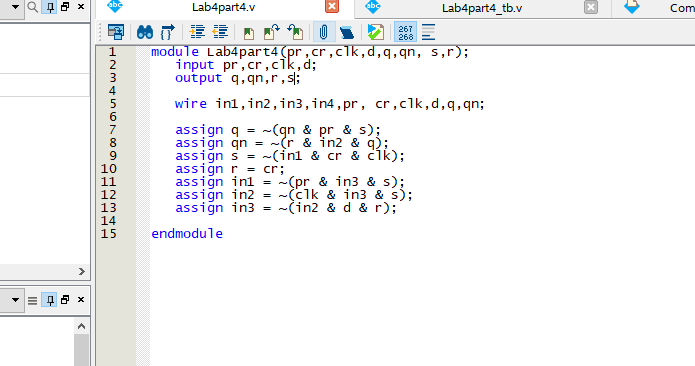 Lab4part4.v Lab4part4_tb.v Com
267
268
1 module Lab4part4(pr,cr,clk,d,q,qn, s,r);
2 input pr,cr,clk,d;
3 output q,qn,r,s;
4
5 wire in1,in2,in3,in4,pr, cr,clk,d,q,qn;
6
7 assign q = ~(qn & pr & s);
8 assign qn = ~(r & in2 & q);
9 assign s = ~(in1 & cr & clk);
10 assign r = cr;
11 assign in1 = ~(pr & in3 & s);
12 assign in2 = ~(clk & in3 & s);
13 assign in3 = ~(in2 & d & r);
14
15 endmodule